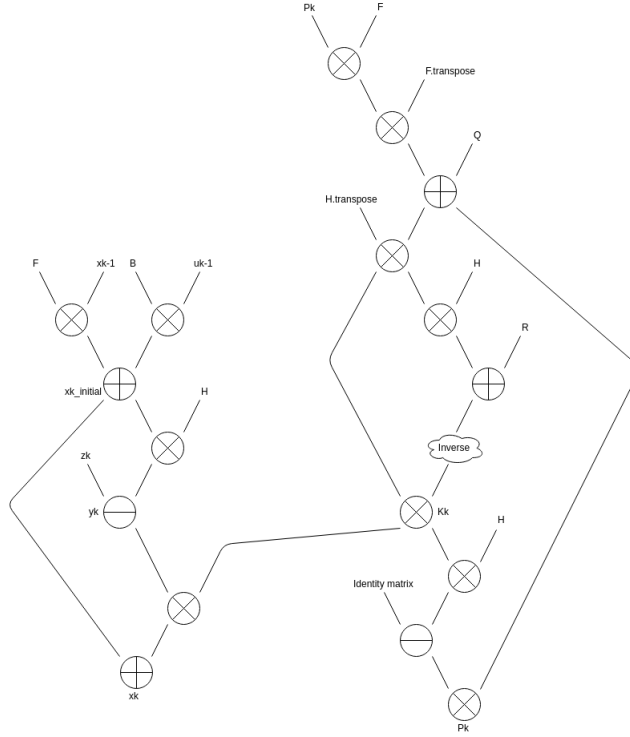 Pk
F
F.transpose
Q
H.transpose
F
xk-1
B
uk-1
H
R
xk_initial
H
Inverse
zk
yk
Kk
H
Identity matrix
xk
Pk